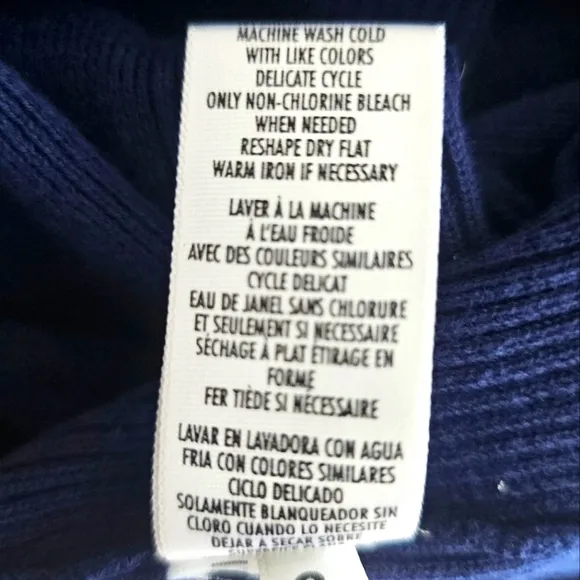 MACHINE WASH COLD
WITH LIKE COLORS
DELICATE CYCLE
ONLY NON-CHLORINE BLEACH
WHEN NEEDED
RESHAPE DRY FLAT
WARM IRON IF NECESSARY
LAVER À LA MACHINE
À L'EAU FROIDE
AVEC DES COULEURS SIMILAIRES
CYCLE DELICAT
EAU DE JANEL SANS CHLORURE
ET SEULEMENT SI NECESSAIRE
SÉCHAGE À PLAT ETIRAGE EN
FORME
FER TIÈDE SI NÉCESSAIRE
LAVAR EN LAVADORA CON AGUA
FRIA CON COLORES SIMILARES
CICLO DELICADO
SOLAMENTE BLANQUEADOR SIN
CLORO CUANDO LO NECESITE
DEJAR A SECAR SOBRE